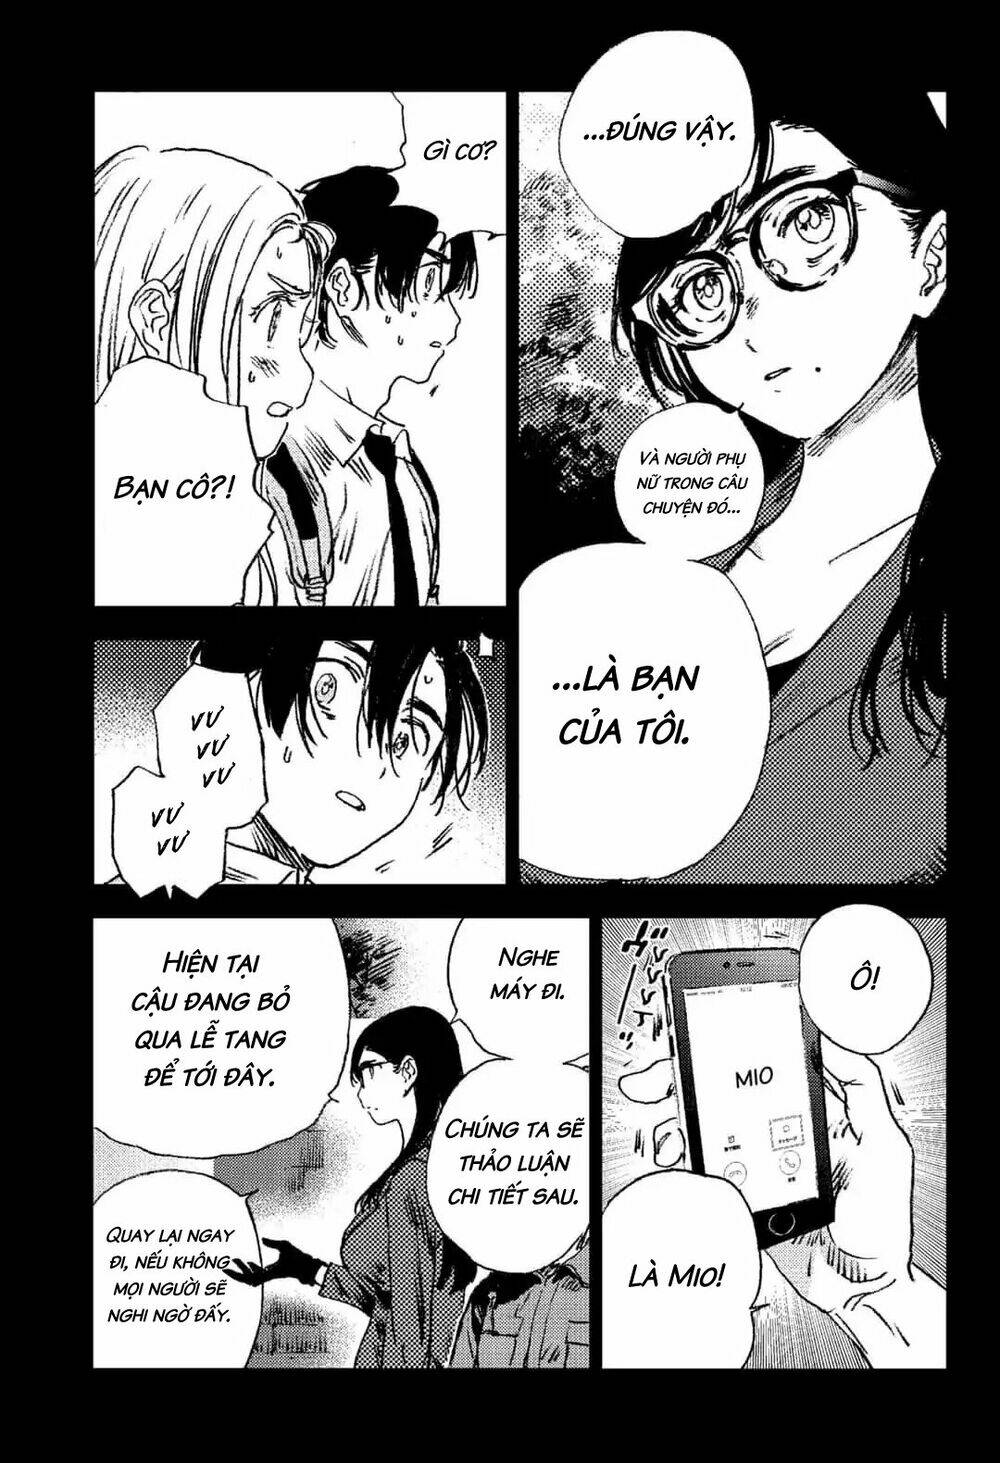 ...ĐÚNG VẬY.
VÀ NGƯỜI PHỤ
NỮ TRONG CÂU
CHUYỆN ĐÓ...
...LÀ BẠN
CỦA TÔI.
GÌ CƠ?
BẠN CÔ?!
VƯ
VƯ
VƯ
VƯ
VƯ
Ô!
MIO
LÀ MIO!
NGHE
MÁY ĐI.
CHÚNG TA SẼ
THẢO LUẬN
CHI TIẾT SAU.
HIỆN TẠI
CẬU ĐANG BỎ
QUA LỄ TANG
ĐỂ TỚI ĐÂY.
QUAY LẠI NGAY
ĐI, NẾU KHÔNG
MỌI NGƯỜI SẼ
NGHI NGỜ ĐẤY.